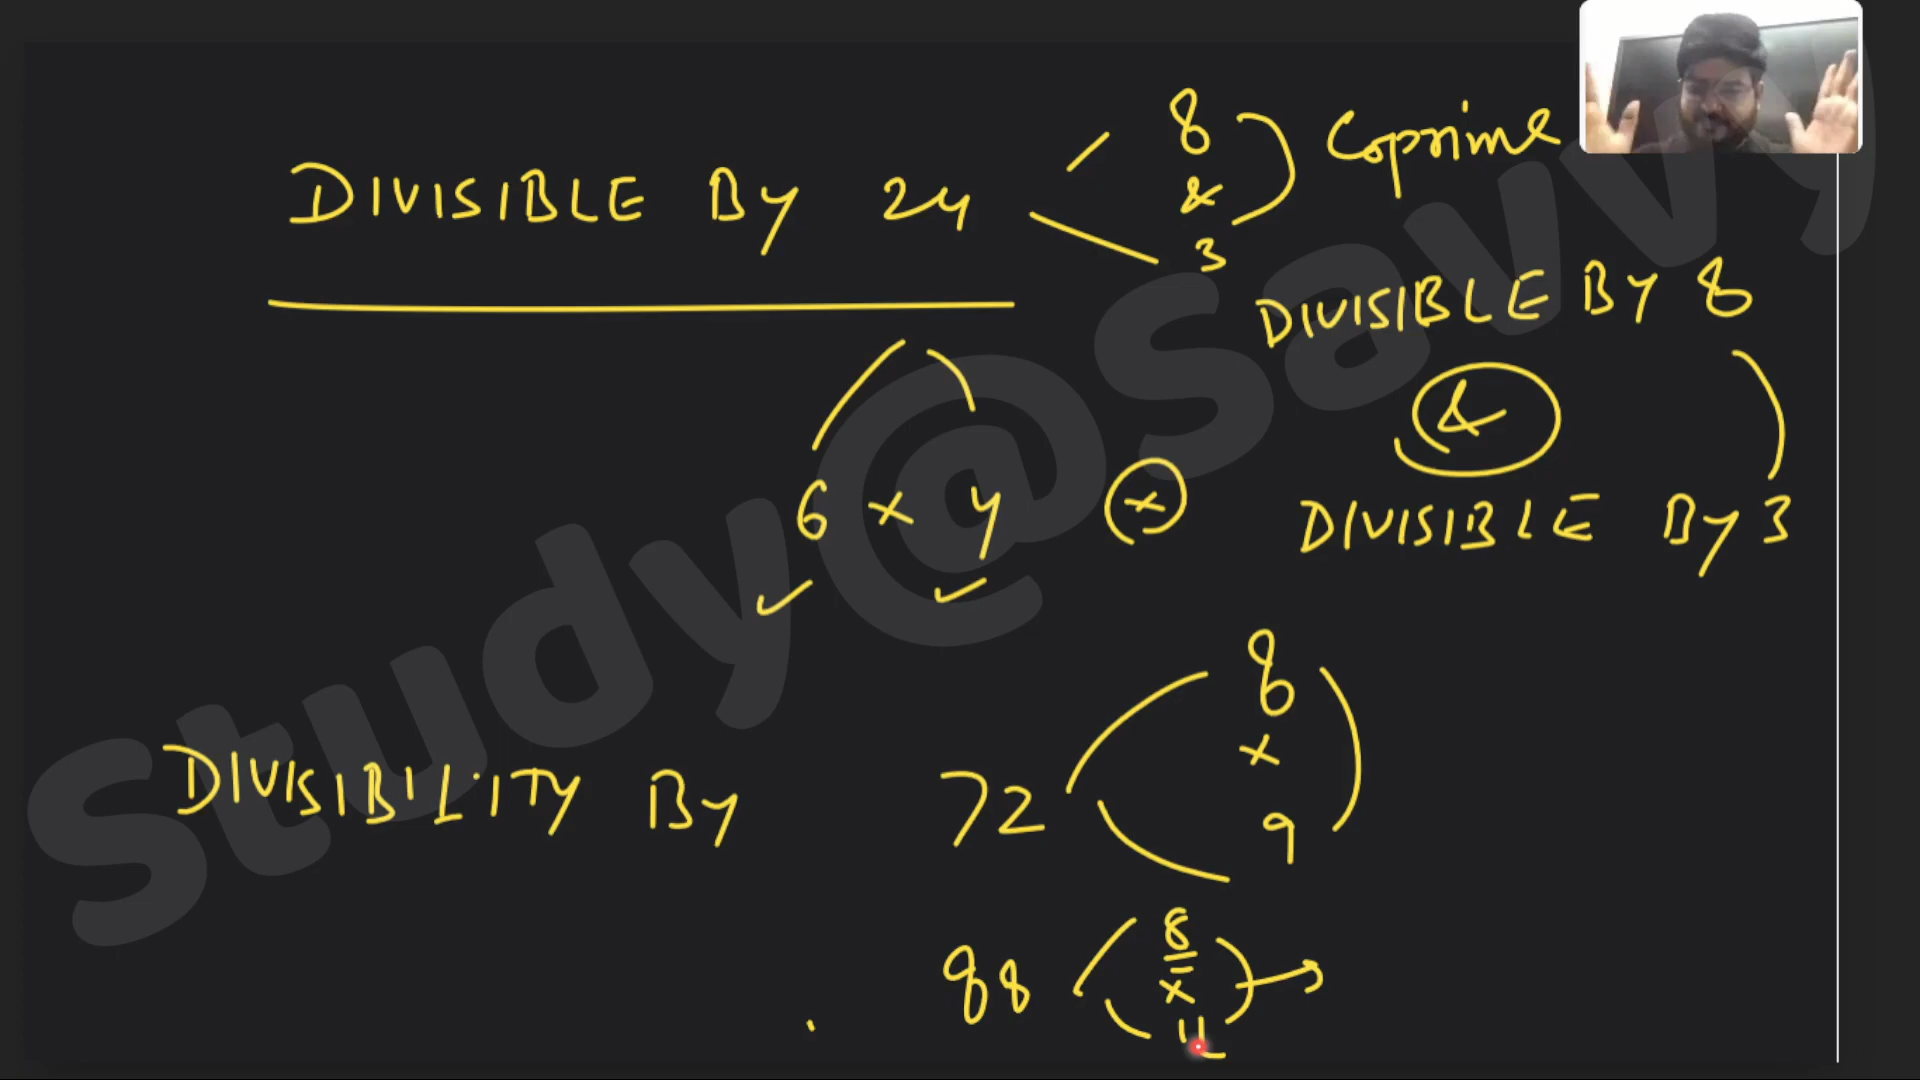 8
DIVISIBLE BY 24 & Coprime
3
DIVISIBLE BY 8
&
6 x 4 x
DIVISIBLE BY 3
8
x
DIVISIBILITY BY 72
9
8
88 x
11
Study@Savvy